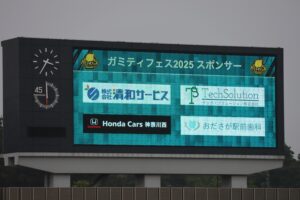 ガミティフェス2025 スポンサー
株式会社 清和サービス
TechSolution
Honda Cars 神奈川西
おださが駅前歯科
45